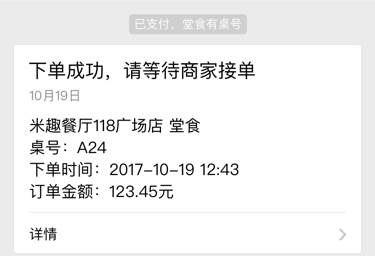 已支付，堂食有桌号
下单成功，请等待商家接单
10月19日
米趣餐厅118广场店 堂食
桌号：A24
下单时间：2017-10-19 12:43
订单金额：123.45元
详情